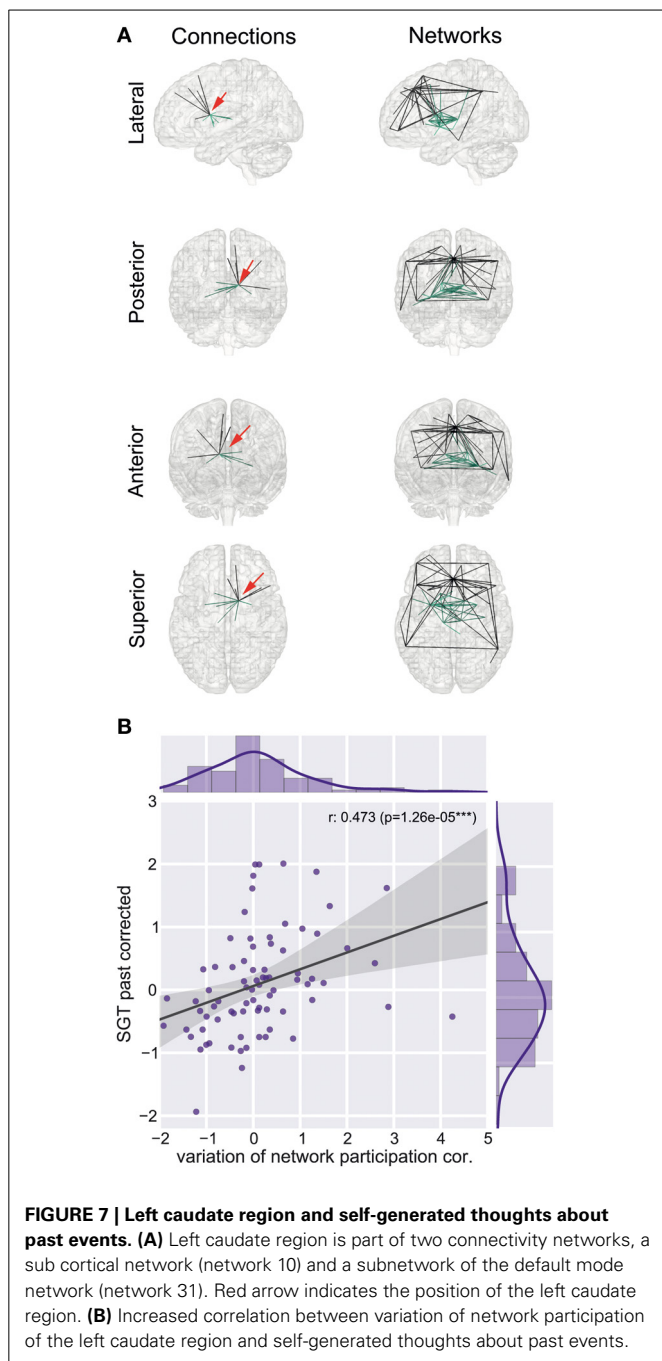 A
Connections Networks
Lateral
Posterior
Anterior
Superior
B
r: 0.473 (p=1.26e-05***)
3
2
1
0
−1
−2
SGT past corrected
−2 −1 0 1 2 3 4 5
variation of network participation cor.
FIGURE 7 | Left caudate region and self-generated thoughts about
past events. (A) Left caudate region is part of two connectivity networks, a
sub cortical network (network 10) and a subnetwork of the default mode
network (network 31). Red arrow indicates the position of the left caudate
region. (B) Increased correlation between variation of network participation
of the left caudate region and self-generated thoughts about past events.